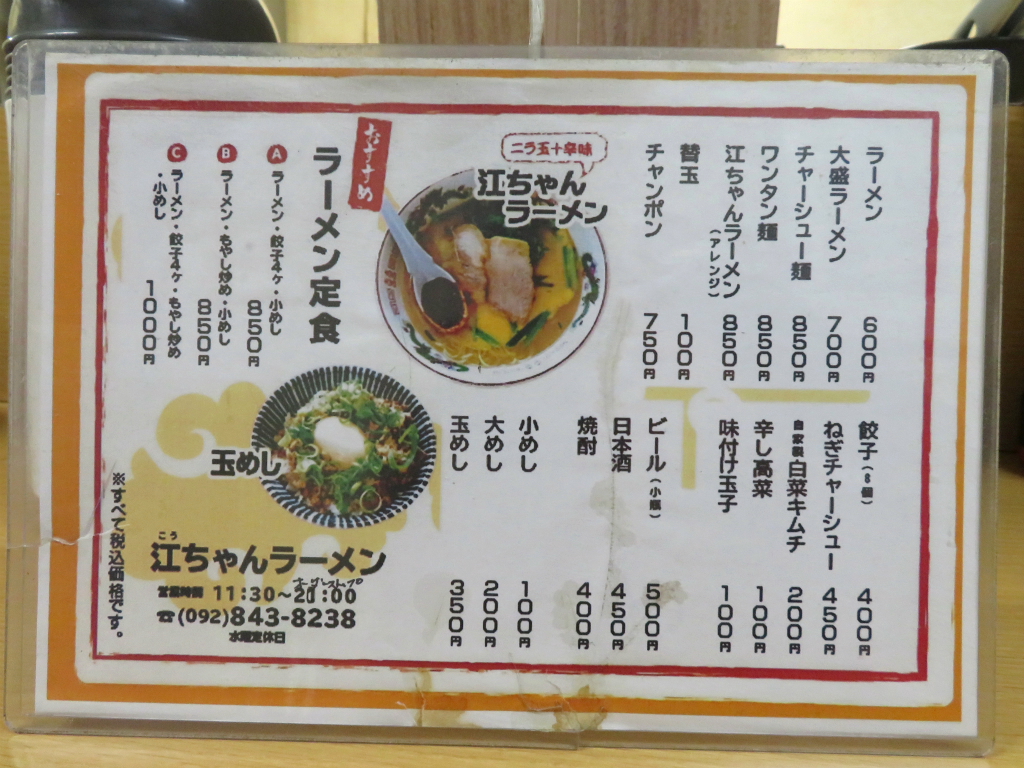 ラーメン 600円
大盛ラーメン 700円
チャーシュー麺 850円
ワンタン麺 850円
江ちゃんラーメン(アレンジ) 850円
替玉 100円
チャンポン 750円
餃子(8個) 400円
ねぎチャーシュー 450円
自家製白菜キムチ 200円
辛し高菜 100円
味付け玉子 100円
ビール(小瓶) 500円
日本酒 450円
焼酎 400円
小めし 100円
大めし 200円
玉めし 350円
ニラ五十辛味
江ちゃん
ラーメン
おすすめ
ラーメン定食
A ラーメン・餃子4ヶ・小めし 850円
B ラーメン・もやし炒め・小めし 850円
C ラーメン・餃子4ヶ・もやし炒め
・小めし 1000円
玉めし
こう
江ちゃんラーメン
営業時間 11:30～20:00
☎(092)843-8238
水曜定休日
※すべて税込価格です。